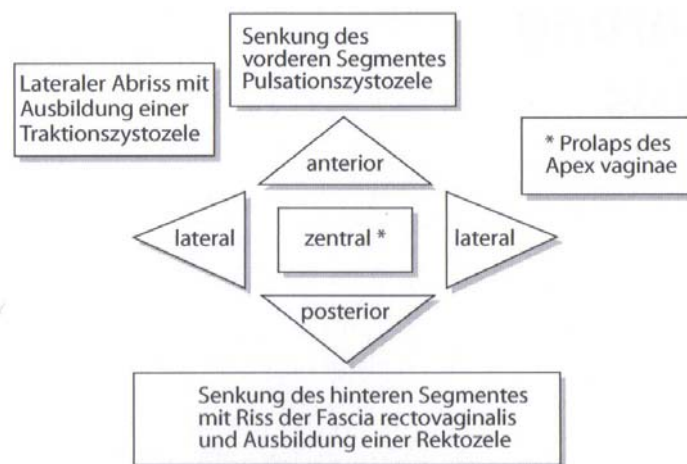 Senkung des
vorderen Segmentes
Pulsationszystozele
Lateraler Abriss mit
Ausbildung einer
Traktionszystozele
* Prolaps des
Apex vaginae
anterior
lateral
zentral *
lateral
posterior
Senkung des hinteren Segmentes
mit Riss der Fascia rectovaginalis
und Ausbildung einer Rektozele